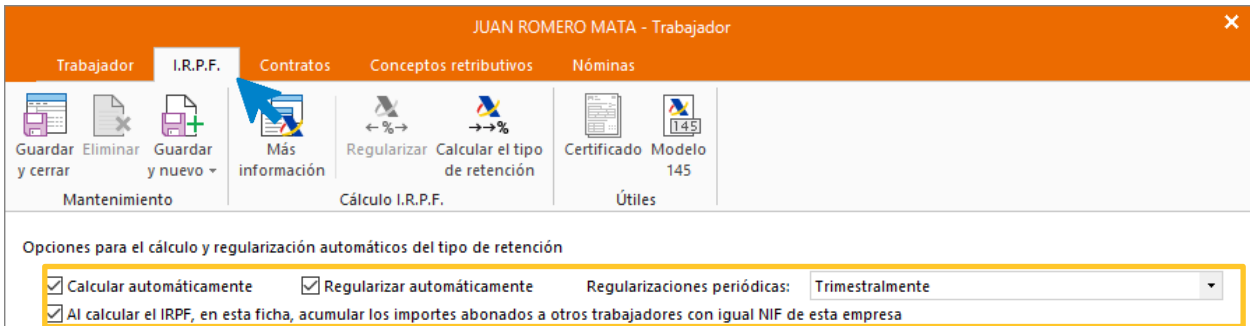 JUAN ROMERO MATA - Trabajador
Trabajador I.R.P.F. Contratos Conceptos retributivos Nóminas
Guardar y cerrar Eliminar Guardar y nuevo Más información Regularizar Calcular el tipo de retención Certificado Modelo 145
← % → →→% 145
Mantenimiento Cálculo I.R.P.F. Útiles
Opciones para el cálculo y regularización automáticos del tipo de retención
Calcular automáticamente Regularizar automáticamente Regularizaciones periódicas: Trimestralmente
Al calcular el IRPF, en esta ficha, acumular los importes abonados a otros trabajadores con igual NIF de esta empresa